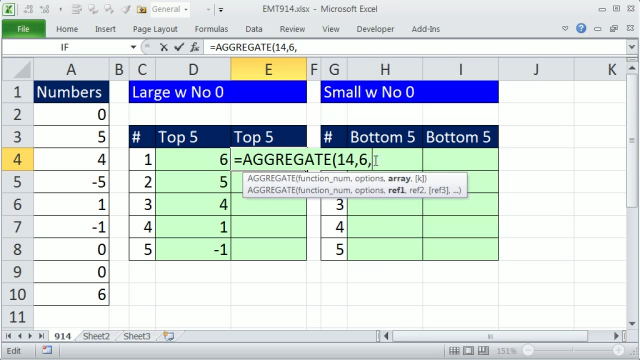 EMT914.xlsx - Microsoft Excel
General
File Home Insert Page Layout Formulas Data Review View Developer Add-Ins
IF =AGGREGATE(14,6,
A B C D E F G H I J K
1 Numbers Large w No 0 Small w No 0
2 0
3 5 # Top 5 Top 5 # Bottom 5 Bottom 5
4 4 1 6 =AGGREGATE(14,6,
AGGREGATE(function_num, options, array, [k])
AGGREGATE(function_num, options, ref1, ref2, [ref3], ...)
5 -5 2 5
6 1 3 4 3
7 -1 4 1 4
8 0 5 -1 5
9 0
10 6
11
914 Sheet2 Sheet3
Edit 151%